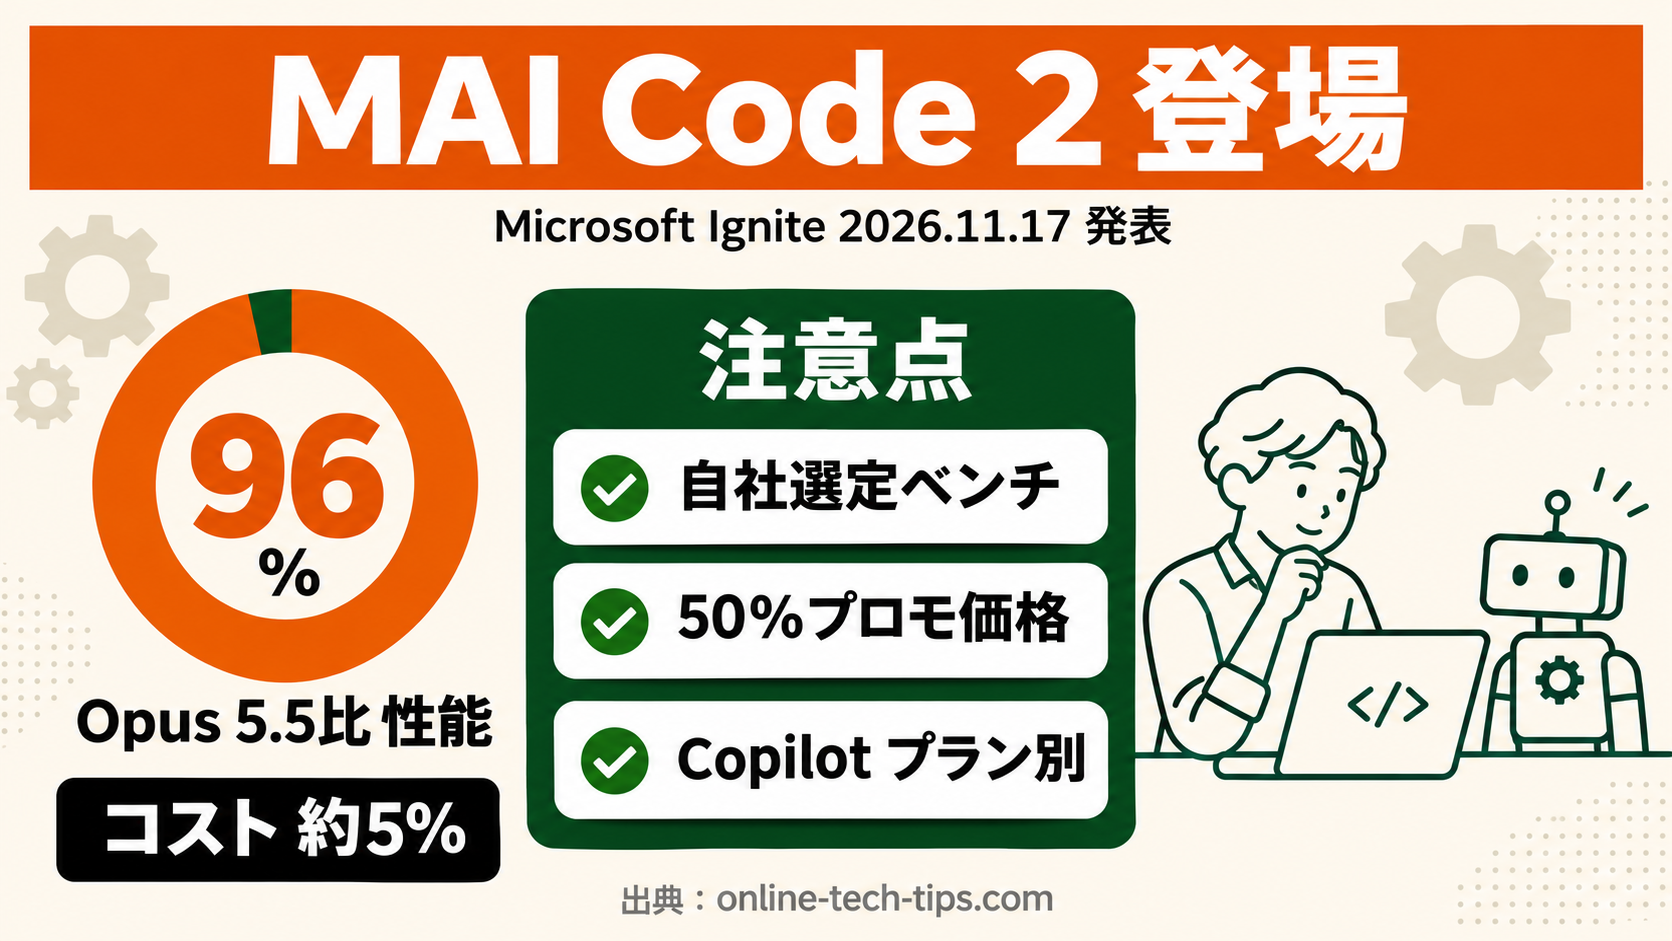 MAI Code 2 登場
Microsoft Ignite 2026.11.17 発表
96
%
Opus 5.5比 性能
コスト 約5%
注意点
自社選定ベンチ
50%プロモ価格
Copilot プラン別
</>
出典：online-tech-tips.com